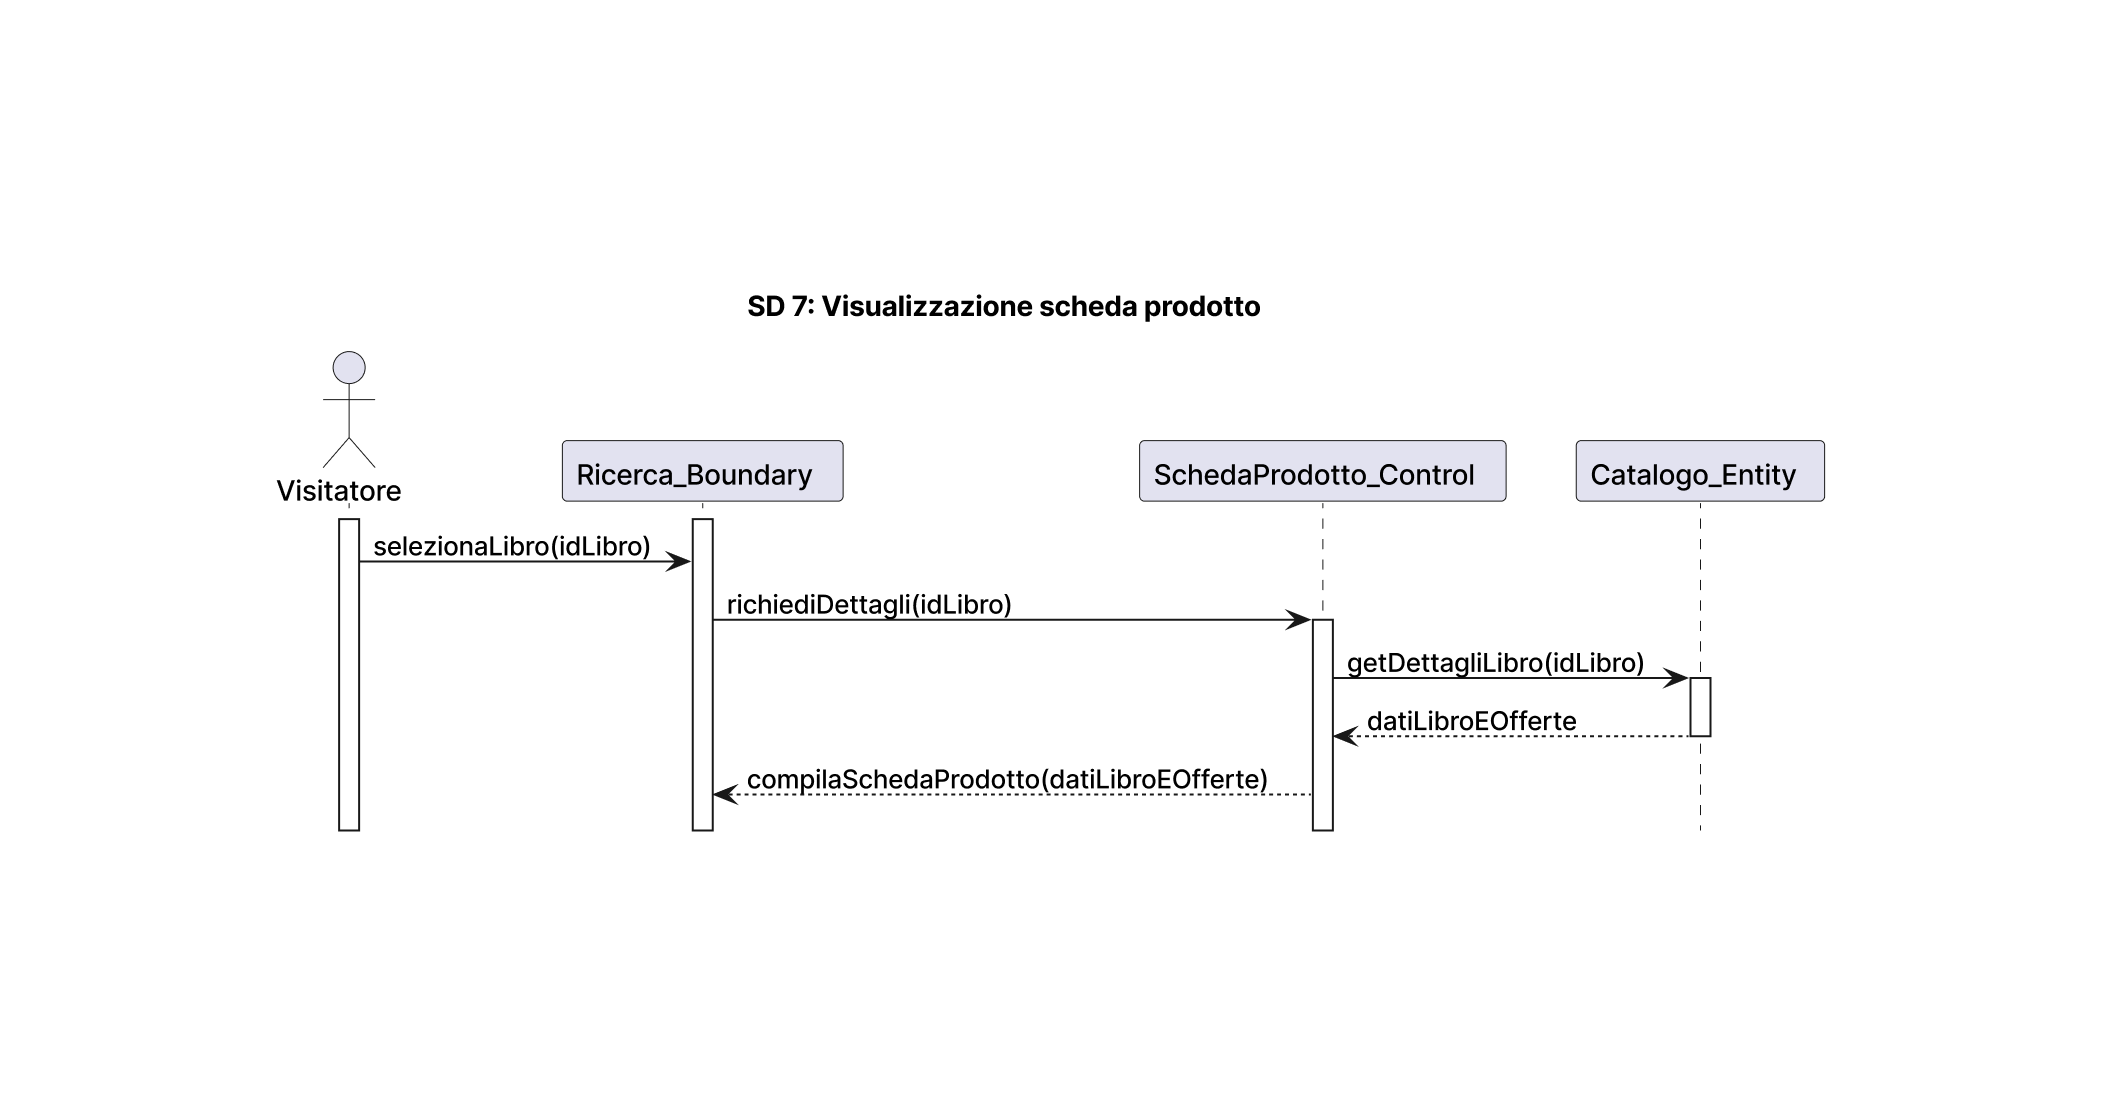 SD 7: Visualizzazione scheda prodotto
Visitatore
Ricerca_Boundary
SchedaProdotto_Control
Catalogo_Entity
selezionaLibro(idLibro)
richiediDettagli(idLibro)
getDettagliLibro(idLibro)
datiLibroEOfferte
compilaSchedaProdotto(datiLibroEOfferte)